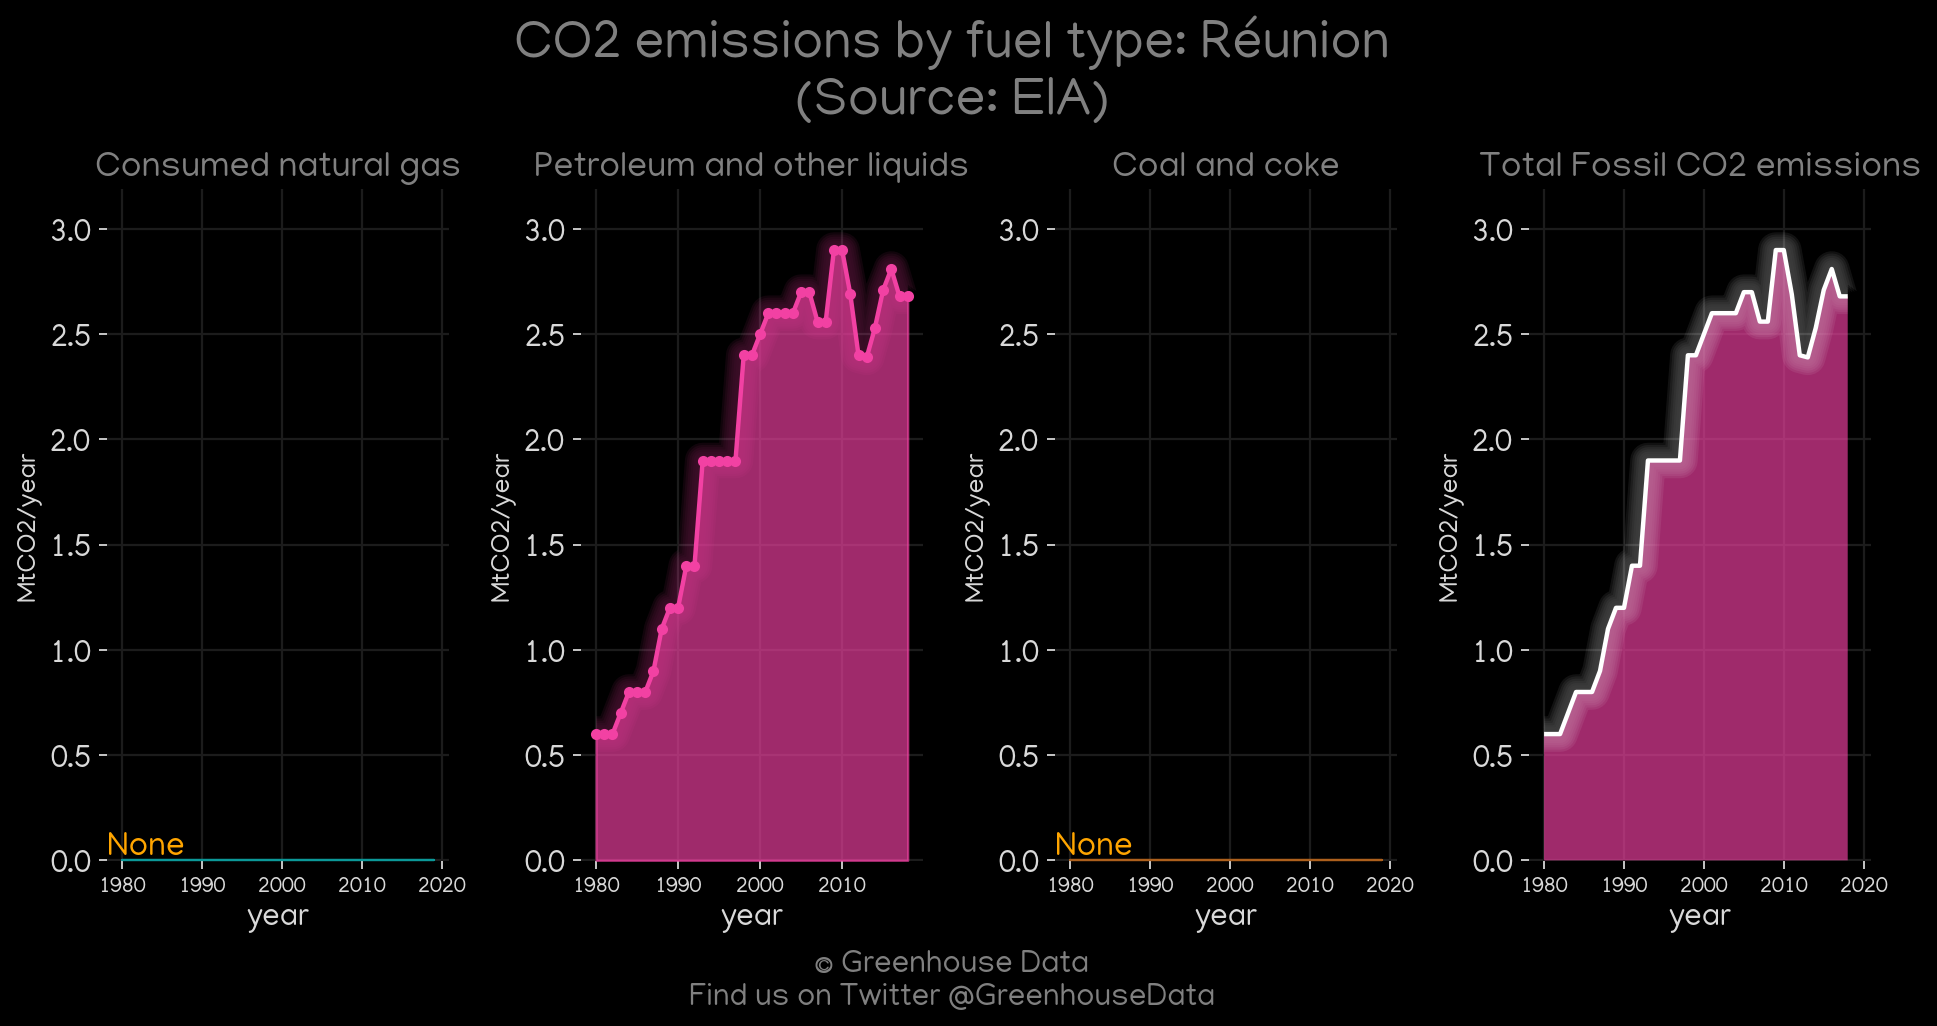 CO2 emissions by fuel type: Réunion
(Source: EIA)
Consumed natural gas
Petroleum and other liquids
Coal and coke
Total Fossil CO2 emissions
MtCO2/year
3.0
2.5
2.0
1.5
1.0
0.5
0.0
None
1980 1990 2000 2010 2020
year
MtCO2/year
3.0
2.5
2.0
1.5
1.0
0.5
0.0
1980 1990 2000 2010
year
MtCO2/year
3.0
2.5
2.0
1.5
1.0
0.5
0.0
None
1980 1990 2000 2010 2020
year
MtCO2/year
3.0
2.5
2.0
1.5
1.0
0.5
0.0
1980 1990 2000 2010 2020
year
© Greenhouse Data
Find us on Twitter @GreenhouseData